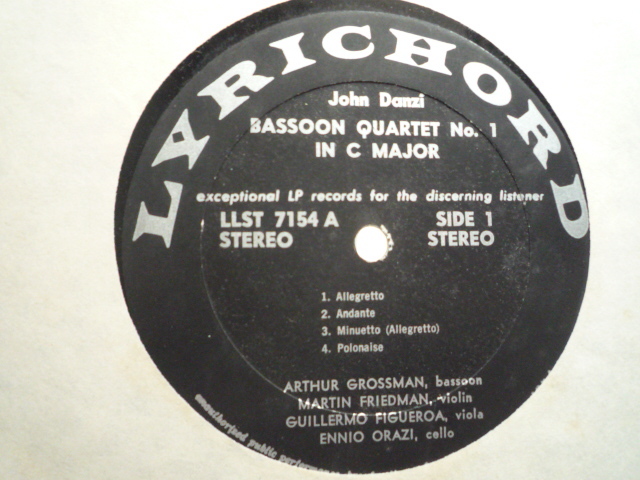 LYRICHORD
John Danzi
BASSOON QUARTET No. 1
IN C MAJOR
exceptional LP records for the discerning listener
LLST 7154 A SIDE 1
STEREO STEREO
1. Allegretto
2. Andante
3. Minuetto (Allegretto)
4. Polonaise
ARTHUR GROSSMAN, bassoon
MARTIN FRIEDMAN, violin
GUILLERMO FIGUEROA, viola
ENNIO ORAZI, cello
unauthorized public